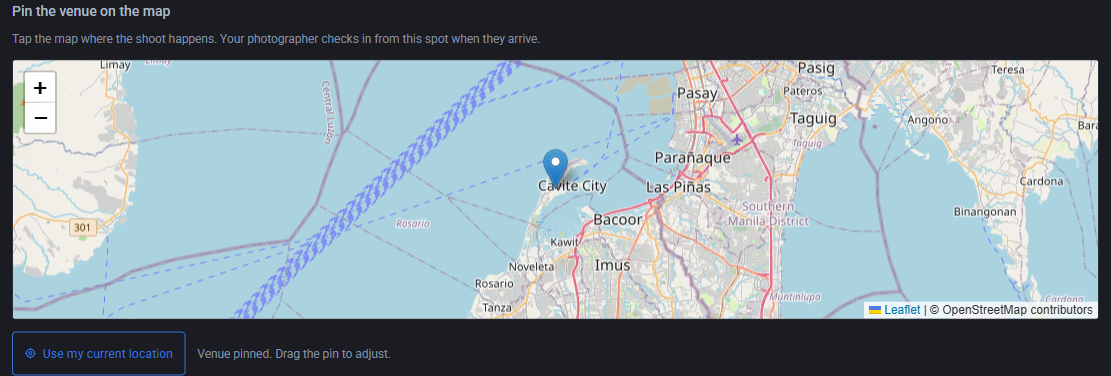 Pin the venue on the map
Tap the map where the shoot happens. Your photographer checks in from this spot when they arrive.
+
−
Limay
Limay
Central Luzon
301
Rosario
Cavite City
Bacoor
Kawit
Imus
Noveleta
Rosario
Tanza
Pasay
Pasig
Pateros
Taguig
Taguig
Parañaque
Las Piñas
Southern
Manila District
Muntinlupa
Teresa
Angono
Bara
Cardona
Binangonan
Cardona
Leaflet | © OpenStreetMap contributors
Use my current location
Venue pinned. Drag the pin to adjust.